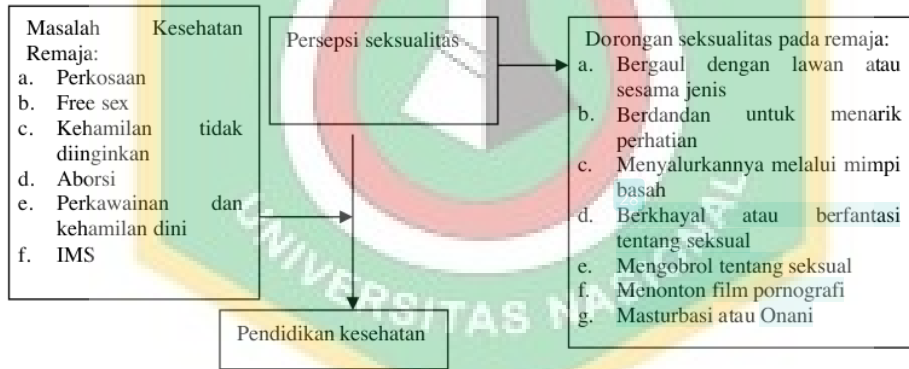 Masalah Kesehatan
Remaja:
a. Perkosaan
b. Free sex
c. Kehamilan tidak
diinginkan
d. Aborsi
e. Perkawainan dan
kehamilan dini
f. IMS
Persepsi seksualitas
Dorongan seksualitas pada remaja:
a. Bergaul dengan lawan atau
sesama jenis
b. Berdandan untuk menarik
perhatian
c. Menyalurkannya melalui mimpi
basah
d. Berkhayal atau berfantasi
tentang seksual
e. Mengobrol tentang seksual
f. Menonton film pornografi
g. Masturbasi atau Onani
Pendidikan kesehatan
UNIVERSITAS NASIONAL